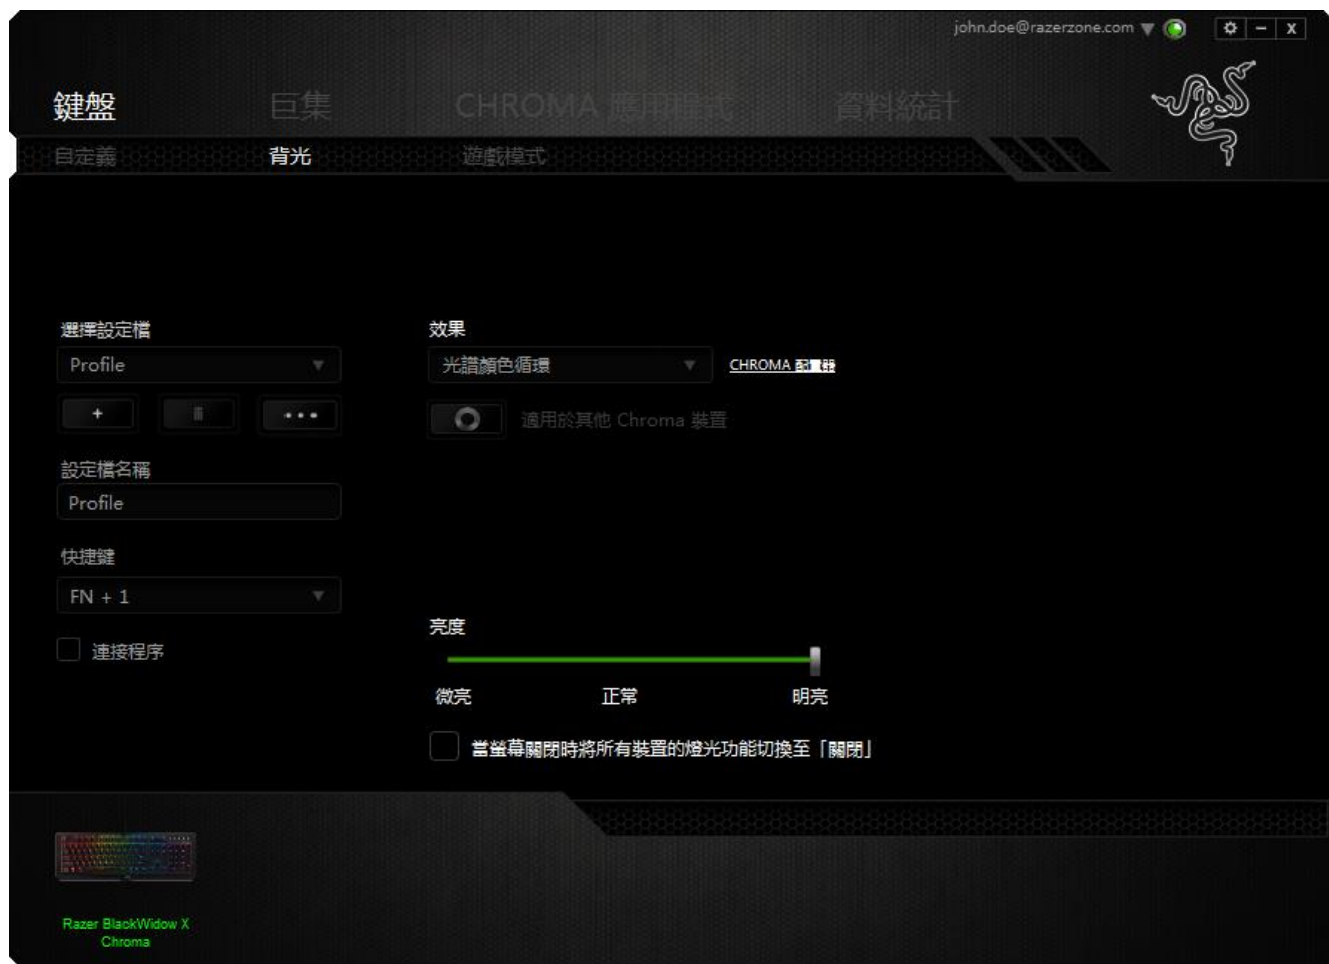 john.doe@razerzone.com
X
鍵盤 巨集 CHROMA 應用程式 資料統計
自定義 背光 遊戲模式
選擇設定檔
Profile
設定檔名稱
Profile
快捷鍵
FN + 1
連接程序
效果
光譜顏色循環
CHROMA 配置器
適用於其他 Chroma 裝置
亮度
微亮 正常 明亮
當螢幕關閉時將所有裝置的燈光功能切換至「關閉」
Razer BlackWidow X
Chroma